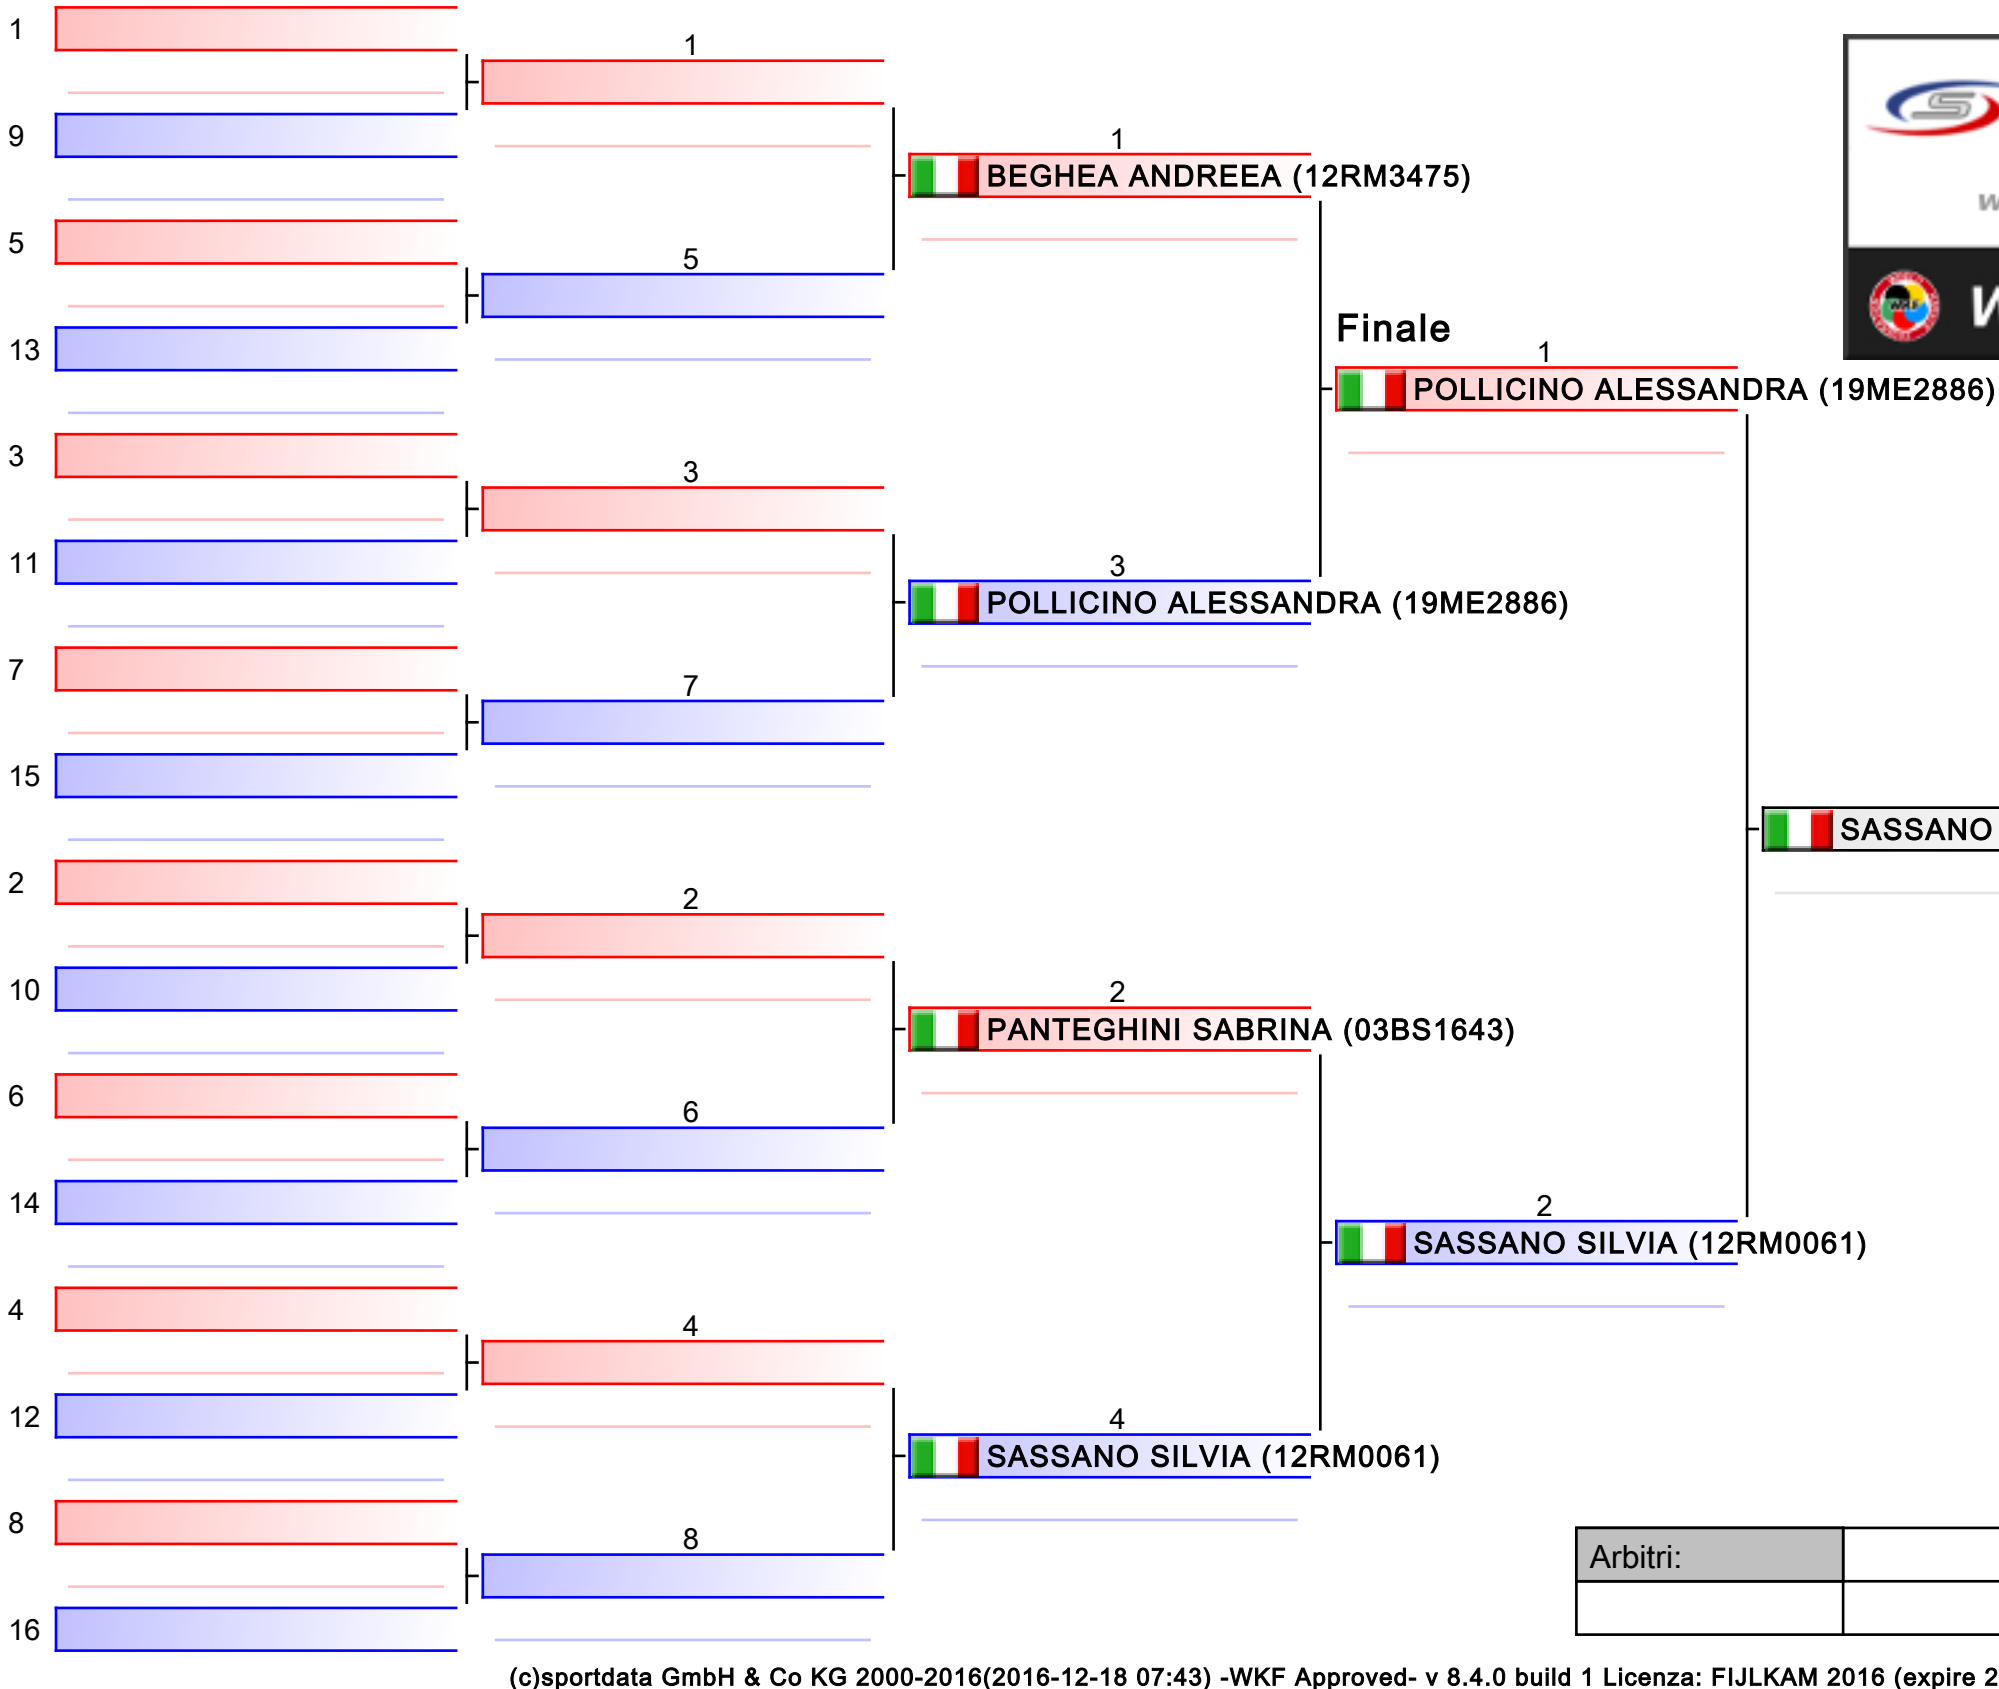 1
9
5
13
3
11
7
15
2
10
6
14
4
12
8
16
1
5
3
7
2
6
4
8
1
BEGHEA ANDREEA (12RM3475)
3
POLLICINO ALESSANDRA (19ME2886)
2
PANTEGHINI SABRINA (03BS1643)
4
SASSANO SILVIA (12RM0061)
Finale
1
POLLICINO ALESSANDRA (19ME2886)
2
SASSANO SILVIA (12RM0061)
SASSANO
S
w
WKF
W
Arbitri:
(c)sportdata GmbH & Co KG 2000-2016(2016-12-18 07:43) -WKF Approved- v 8.4.0 build 1 Licenza: FIJLKAM 2016 (expire 2